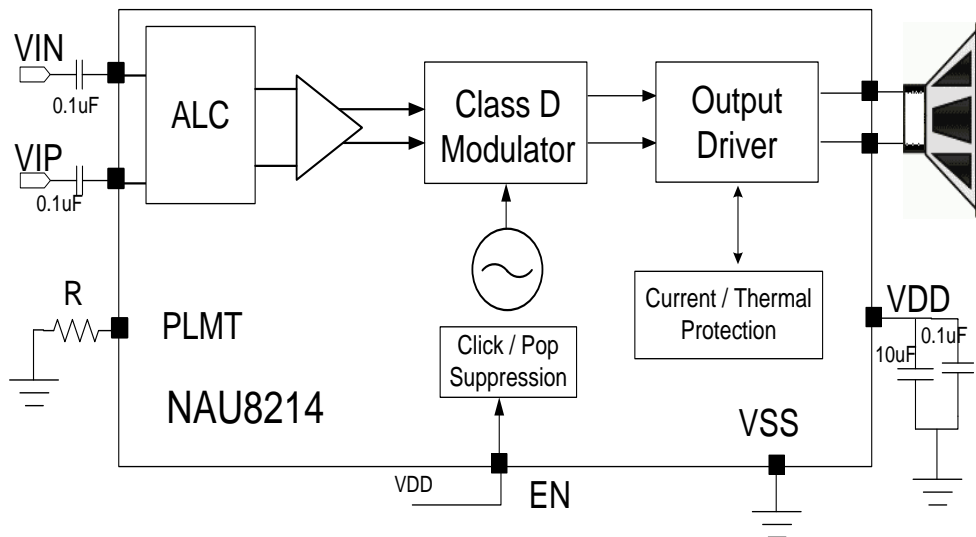 VIN
0.1uF
ALC
VIP
0.1uF
Class D
Modulator
Output
Driver
R
PLMT
NAU8214
Click / Pop
Suppression
Current / Thermal
Protection
VDD
10uF
0.1uF
VSS
VDD
EN